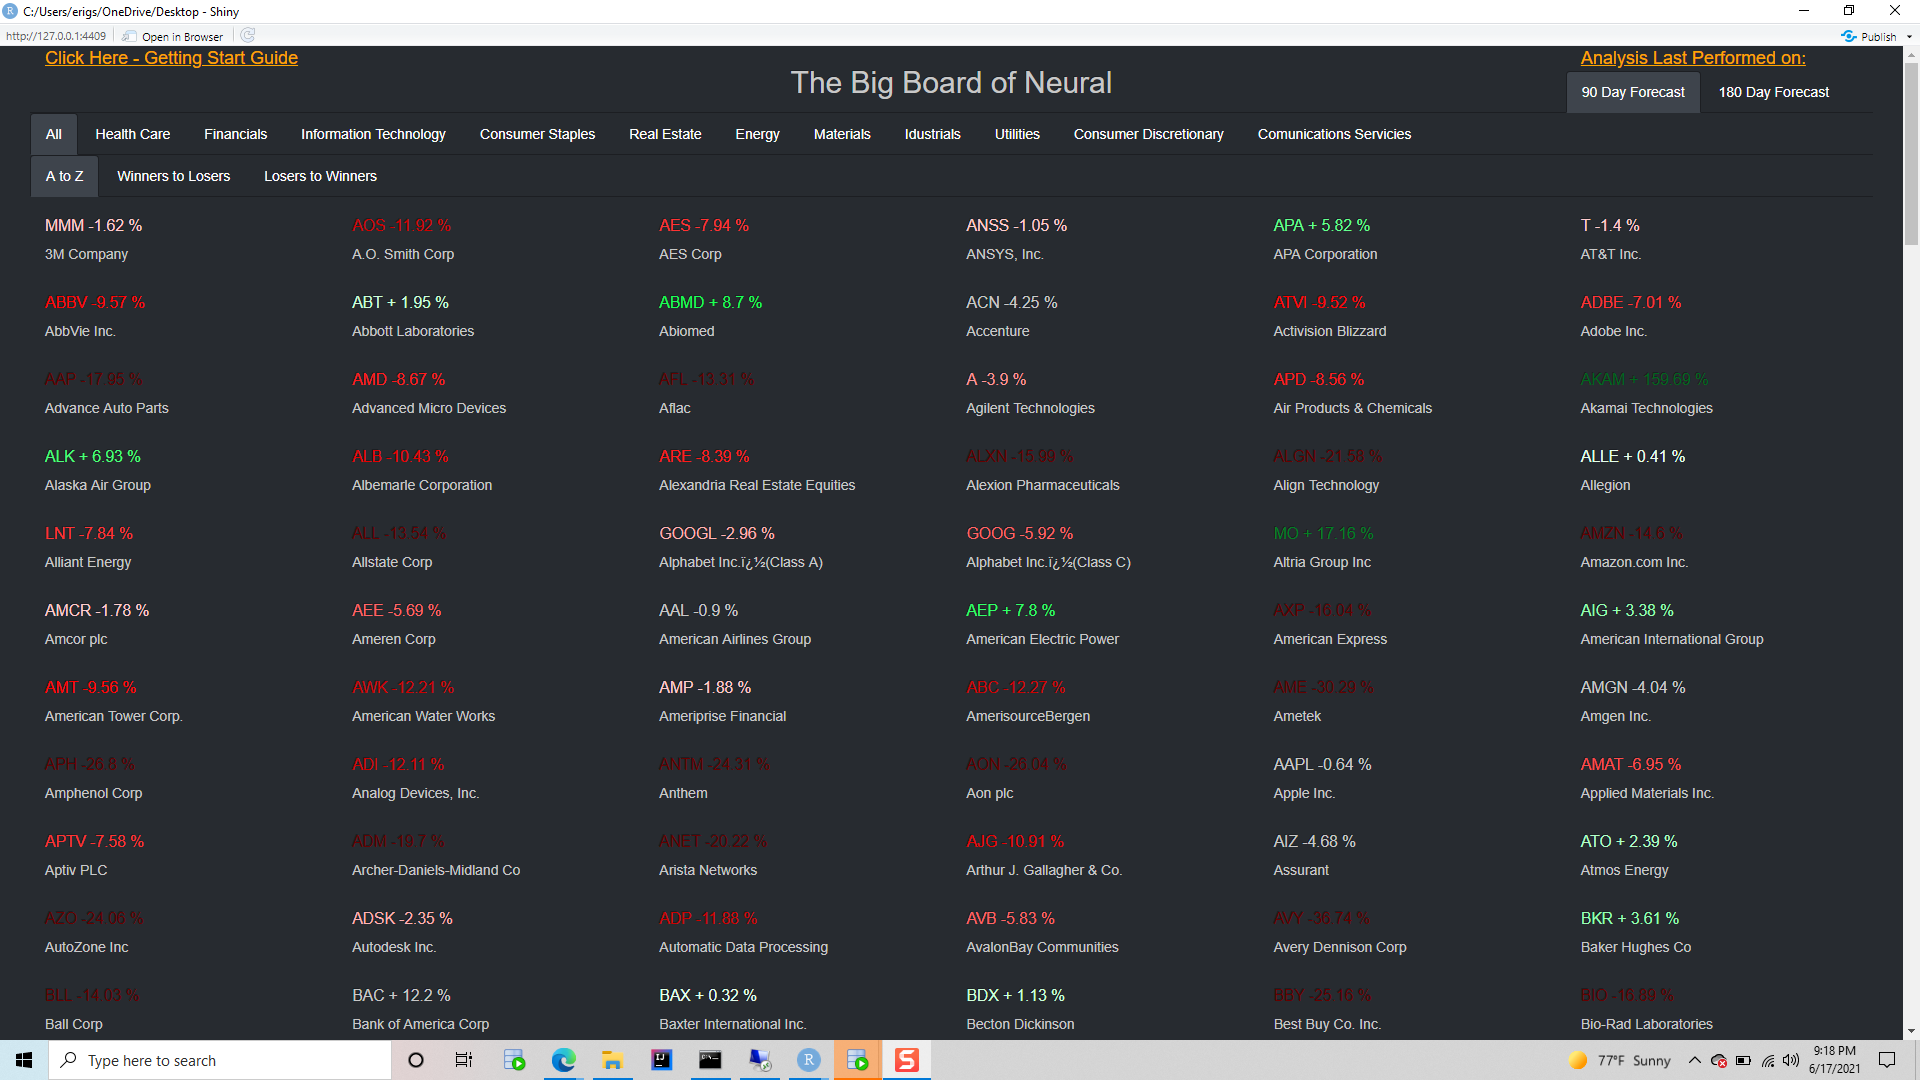 C:/Users/erigs/OneDrive/Desktop - Shiny
http://127.0.0.1:4409 Open in Browser Publish
Click Here - Getting Start Guide
Analysis Last Performed on:
The Big Board of Neural
90 Day Forecast 180 Day Forecast
All Health Care Financials Information Technology Consumer Staples Real Estate Energy Materials Idustrials Utilities Consumer Discretionary Comunications Servicies
A to Z Winners to Losers Losers to Winners
MMM -1.62 % AOS -11.92 % AES -7.94 % ANSS -1.05 % APA + 5.82 % T -1.4 %
3M Company A.O. Smith Corp AES Corp ANSYS, Inc. APA Corporation AT&T Inc.
ABBV -9.57 % ABT + 1.95 % ABMD + 8.7 % ACN -4.25 % ATVI -9.52 % ADBE -7.01 %
AbbVie Inc. Abbott Laboratories Abiomed Accenture Activision Blizzard Adobe Inc.
AAP -17.95 % AMD -8.67 % AFL -13.31 % A -3.9 % APD -8.56 % AKAM + 159.69 %
Advance Auto Parts Advanced Micro Devices Aflac Agilent Technologies Air Products & Chemicals Akamai Technologies
ALK + 6.93 % ALB -10.43 % ARE -8.39 % ALXN -15.99 % ALGN -21.58 % ALLE + 0.41 %
Alaska Air Group Albemarle Corporation Alexandria Real Estate Equities Alexion Pharmaceuticals Align Technology Allegion
LNT -7.84 % ALL -13.54 % GOOGL -2.96 % GOOG -5.92 % MO + 17.16 % AMZN -14.6 %
Alliant Energy Allstate Corp Alphabet Inc.ï¿½(Class A) Alphabet Inc.ï¿½(Class C) Altria Group Inc Amazon.com Inc.
AMCR -1.78 % AEE -5.69 % AAL -0.9 % AEP + 7.8 % AXP -16.04 % AIG + 3.38 %
Amcor plc Ameren Corp American Airlines Group American Electric Power American Express American International Group
AMT -9.56 % AWK -12.21 % AMP -1.88 % ABC -12.27 % AME -30.29 % AMGN -4.04 %
American Tower Corp. American Water Works Ameriprise Financial AmerisourceBergen Ametek Amgen Inc.
APH -26.8 % ADI -12.11 % ANTM -24.31 % AON -26.04 % AAPL -0.64 % AMAT -6.95 %
Amphenol Corp Analog Devices, Inc. Anthem Aon plc Apple Inc. Applied Materials Inc.
APTV -7.58 % ADM -19.7 % ANET -20.22 % AJG -10.91 % AIZ -4.68 % ATO + 2.39 %
Aptiv PLC Archer-Daniels-Midland Co Arista Networks Arthur J. Gallagher & Co. Assurant Atmos Energy
AZO -24.06 % ADSK -2.35 % ADP -11.88 % AVB -5.83 % AVY -36.74 % BKR + 3.61 %
AutoZone Inc Autodesk Inc. Automatic Data Processing AvalonBay Communities Avery Dennison Corp Baker Hughes Co
BLL -14.03 % BAC + 12.2 % BAX + 0.32 % BDX + 1.13 % BBY -25.16 % BIO -16.89 %
Ball Corp Bank of America Corp Baxter International Inc. Becton Dickinson Best Buy Co. Inc. Bio-Rad Laboratories
Type here to search 77°F Sunny 9:18 PM
6/17/2021